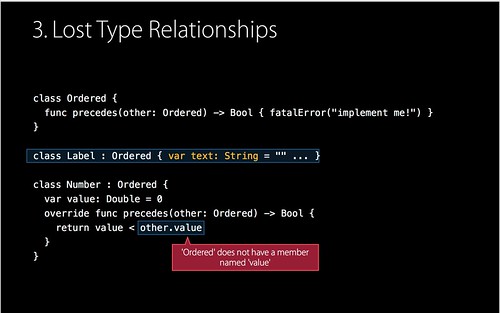 3. Lost Type Relationships
class Ordered {
  func precedes(other: Ordered) -> Bool { fatalError("implement me!") }
}
class Label : Ordered { var text: String = "" ... }
class Number : Ordered {
  var value: Double = 0
  override func precedes(other: Ordered) -> Bool {
    return value < other.value
  }
}
'Ordered' does not have a member
named 'value'